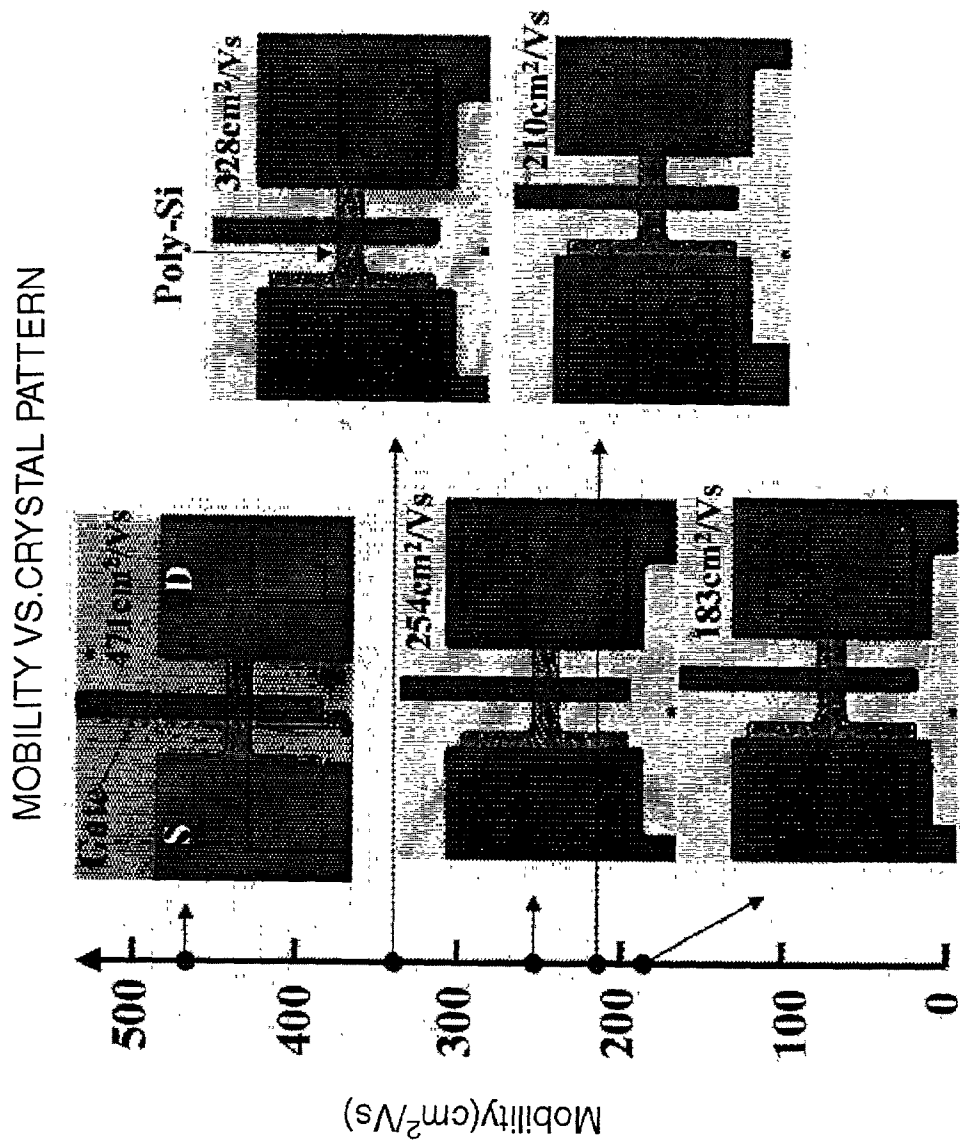 MOBILITY VS.CRYSTAL PATTERN
Mobility(cm²/Vs)
500
400
300
200
100
0
471cm²/Vs
S
D
Poly-Si
328cm²/Vs
254cm²/Vs
210cm²/Vs
183cm²/Vs